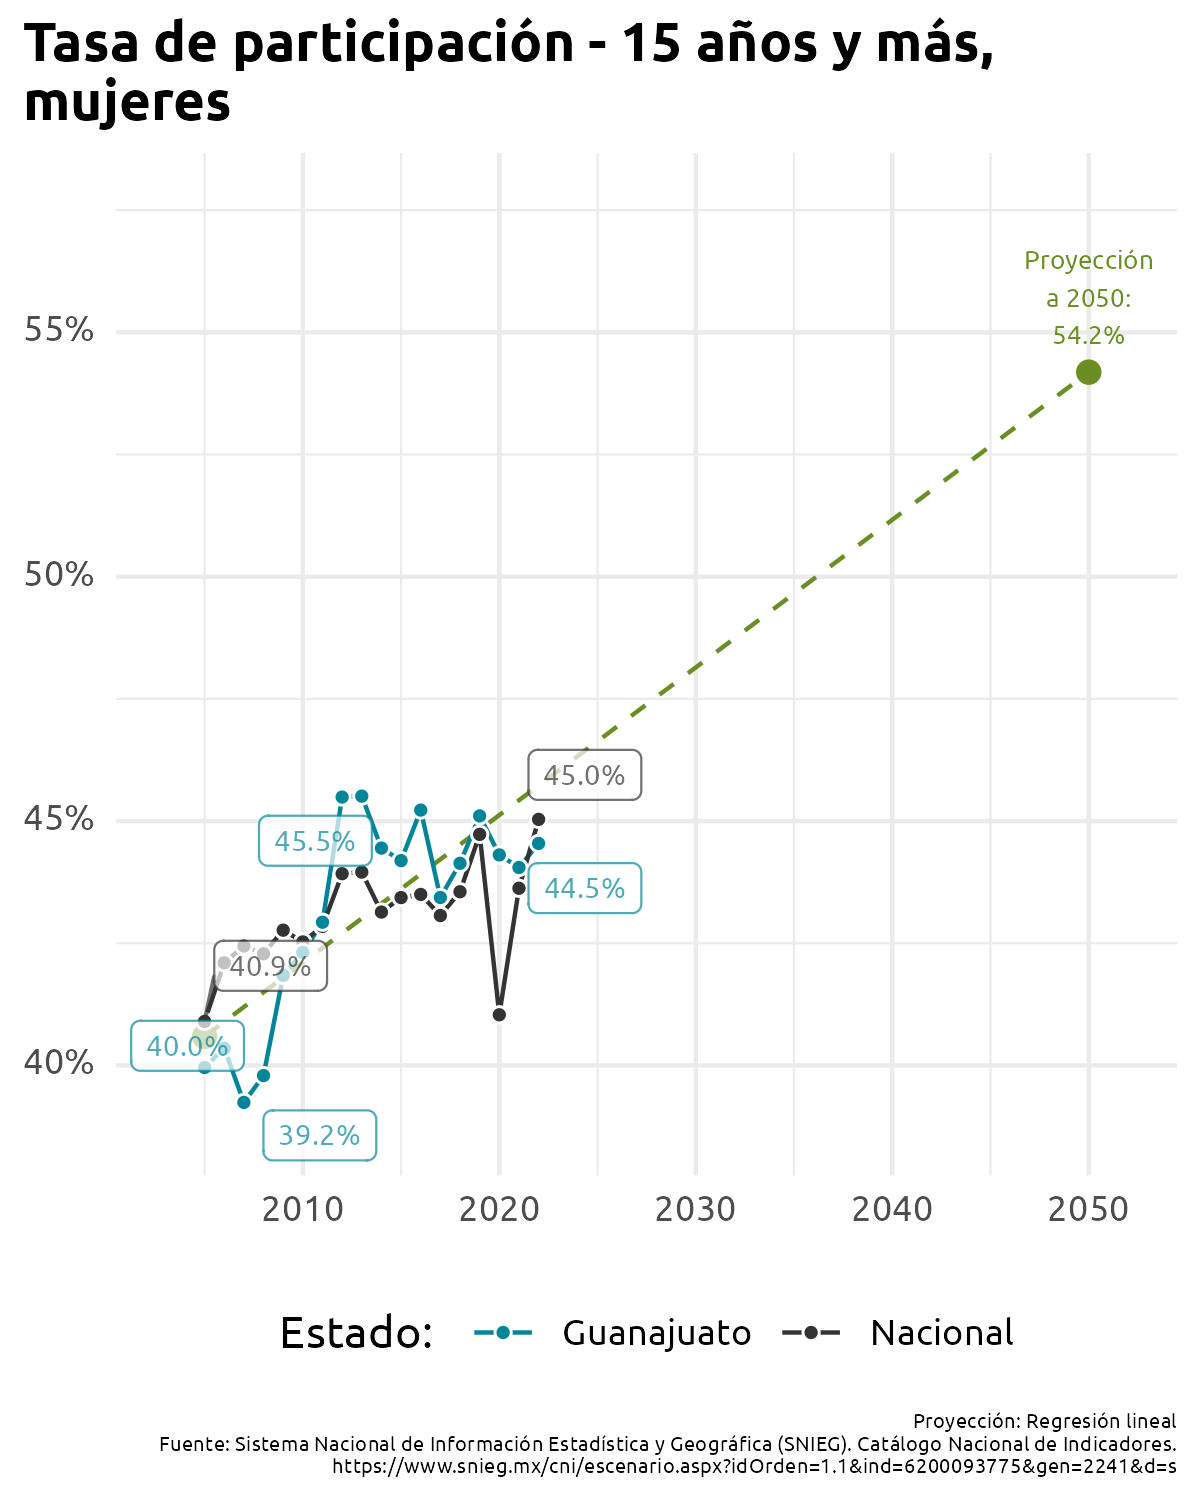 Tasa de participación - 15 años y más,
mujeres
Proyección
a 2050:
54.2%
55%
50%
45%
40%
45.0%
45.5%
44.5%
40.9%
40.0%
39.2%
2010
2020
2030
2040
2050
Estado:
Guanajuato
Nacional
Proyección: Regresión lineal
Fuente: Sistema Nacional de Información Estadística y Geográfica (SNIEG). Catálogo Nacional de Indicadores.
https://www.snieg.mx/cni/escenario.aspx?idOrden=1.1&ind=6200093775&gen=2241&d=s